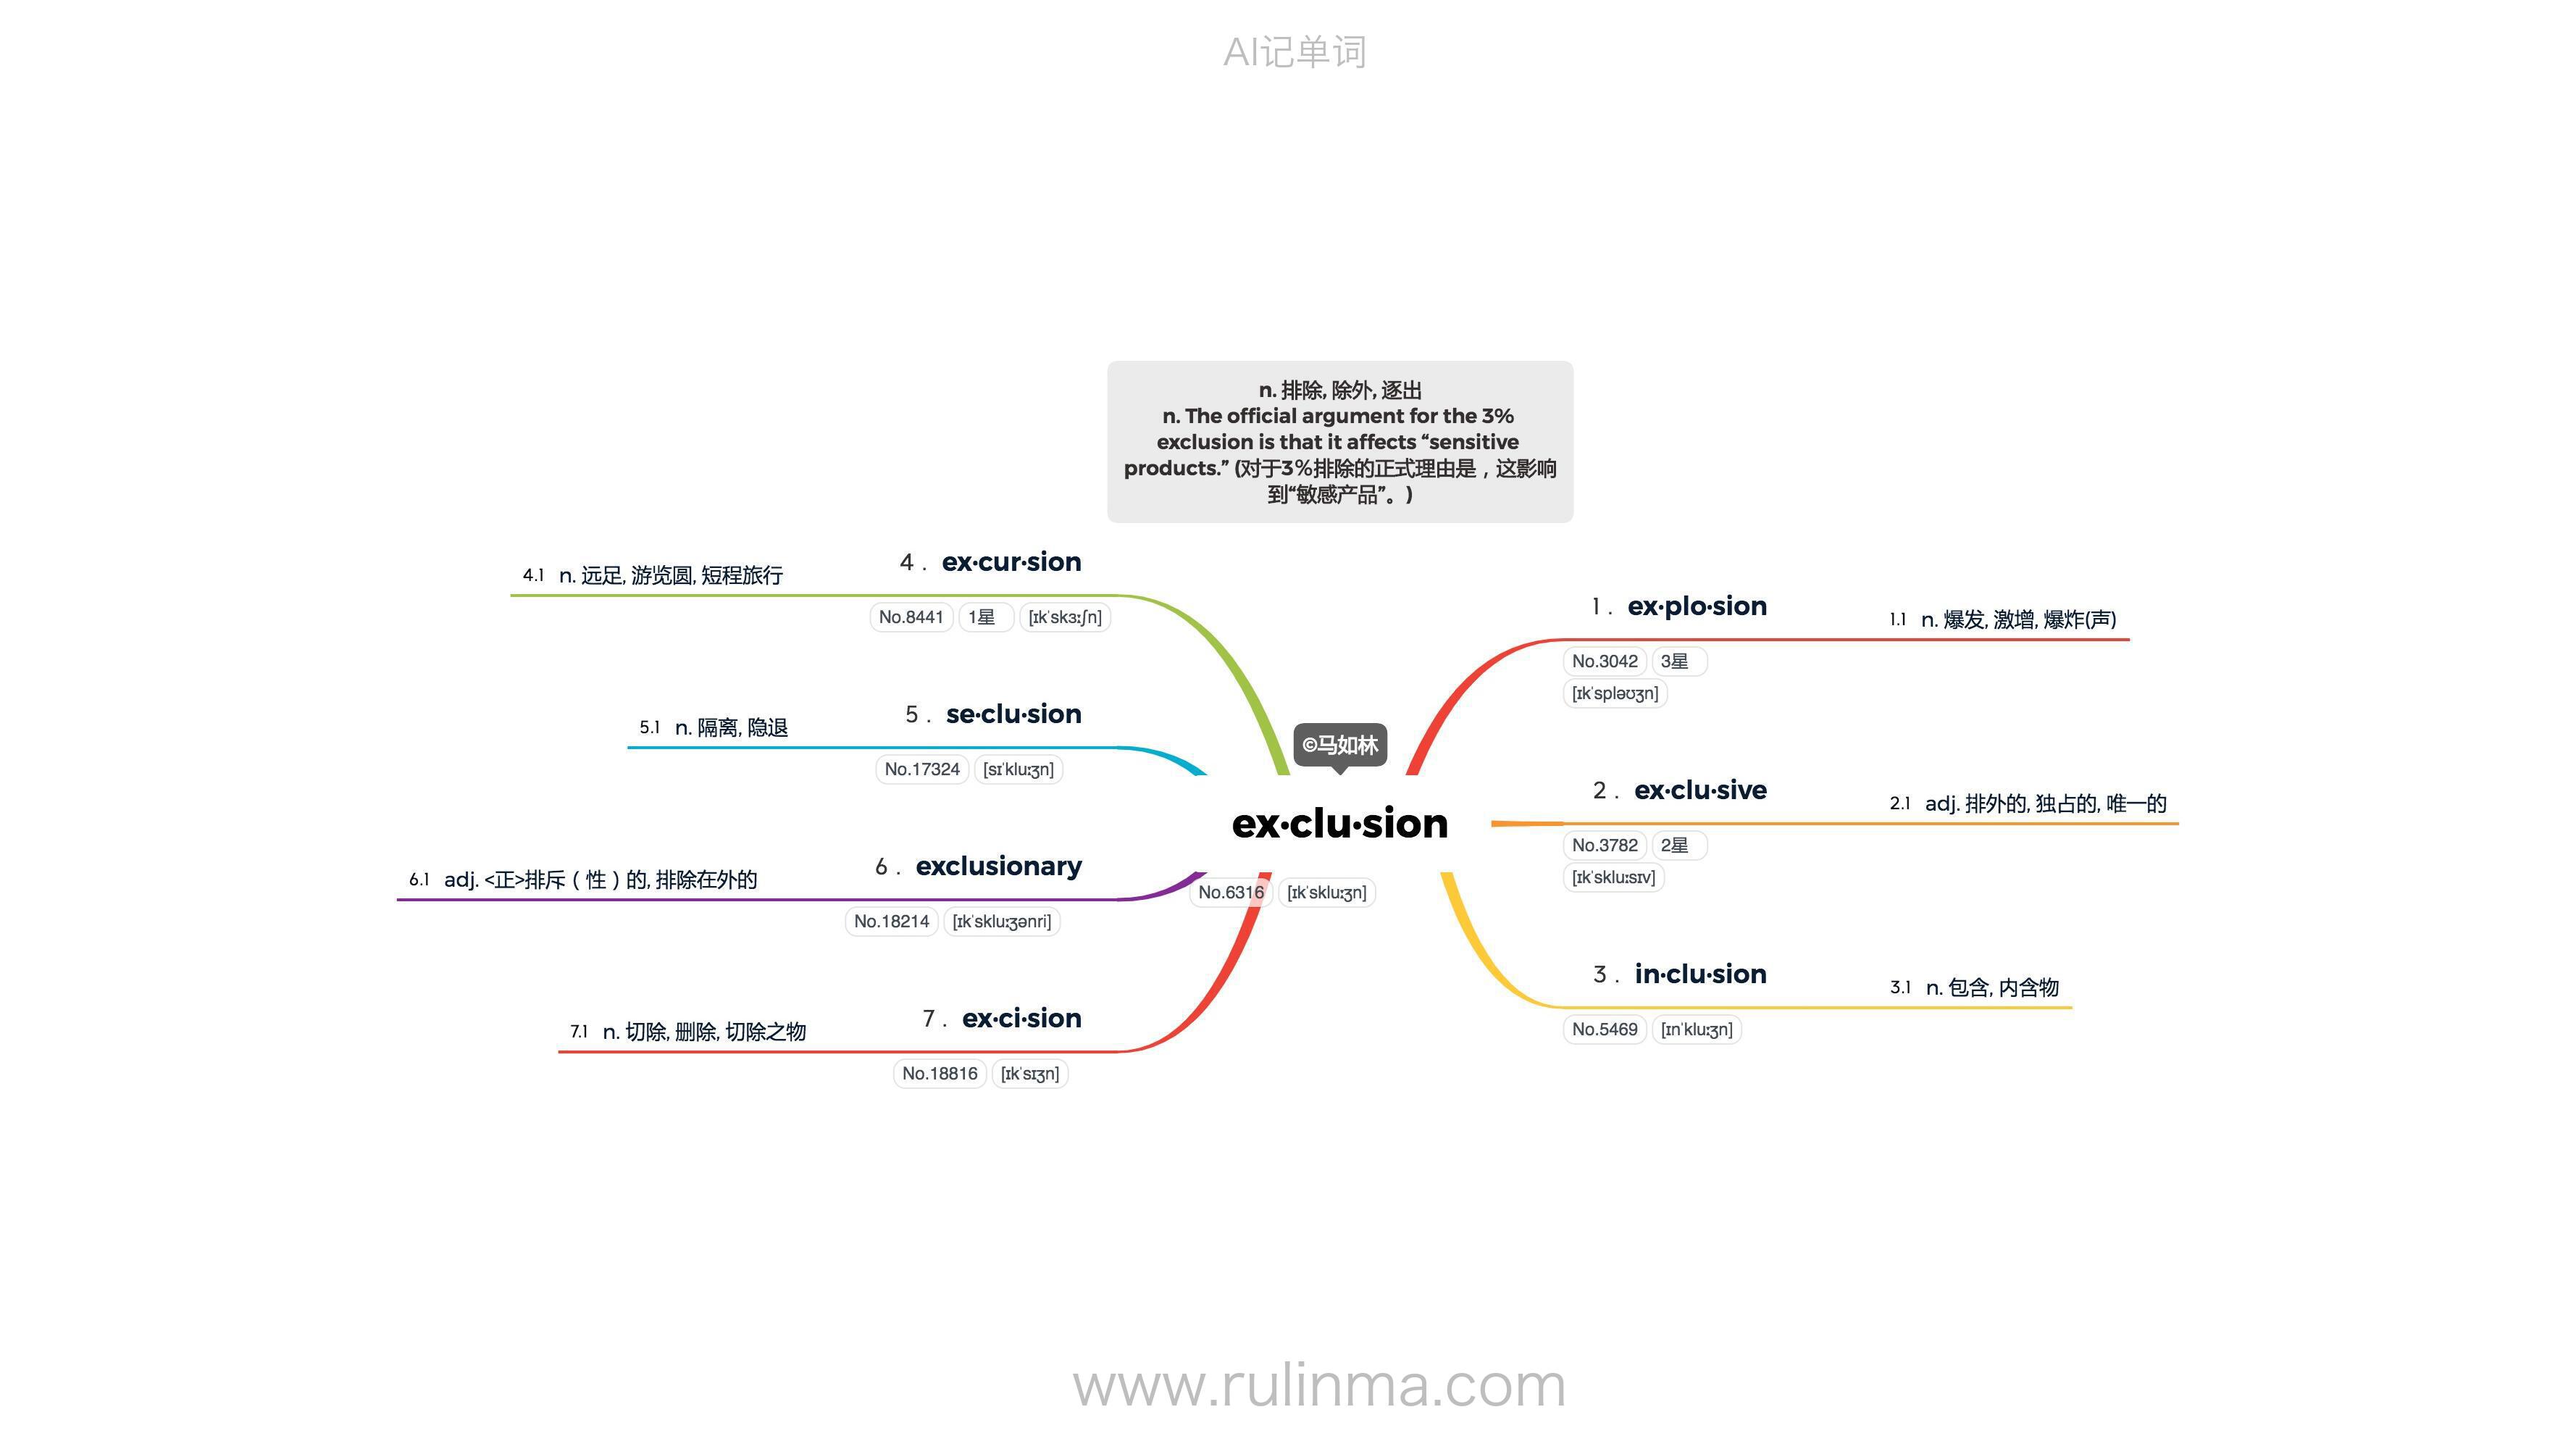 AI记单词
n. 排除, 除外, 逐出
n. The official argument for the 3%
exclusion is that it affects “sensitive
products.” (对于3%排除的正式理由是，这影响
到“敏感产品”。)
©马如林
ex·clu·sion
No.6316 [ɪkˈskluːʒn]
1 . ex·plo·sion
No.3042 3星
[ɪkˈspləʊʒn]
1.1 n. 爆发, 激增, 爆炸(声)
2 . ex·clu·sive
No.3782 2星
[ɪkˈskluːsɪv]
2.1 adj. 排外的, 独占的, 唯一的
3 . in·clu·sion
No.5469 [ɪnˈkluːʒn]
3.1 n. 包含, 内含物
4 . ex·cur·sion
No.8441 1星 [ɪkˈskɜːʃn]
4.1 n. 远足, 游览圆, 短程旅行
5 . se·clu·sion
No.17324 [sɪˈkluːʒn]
5.1 n. 隔离, 隐退
6 . exclusionary
No.18214 [ɪkˈskluːʒənri]
6.1 adj. <正>排斥（性）的, 排除在外的
7 . ex·ci·sion
No.18816 [ɪkˈsɪʒn]
7.1 n. 切除, 删除, 切除之物
www.rulinma.com